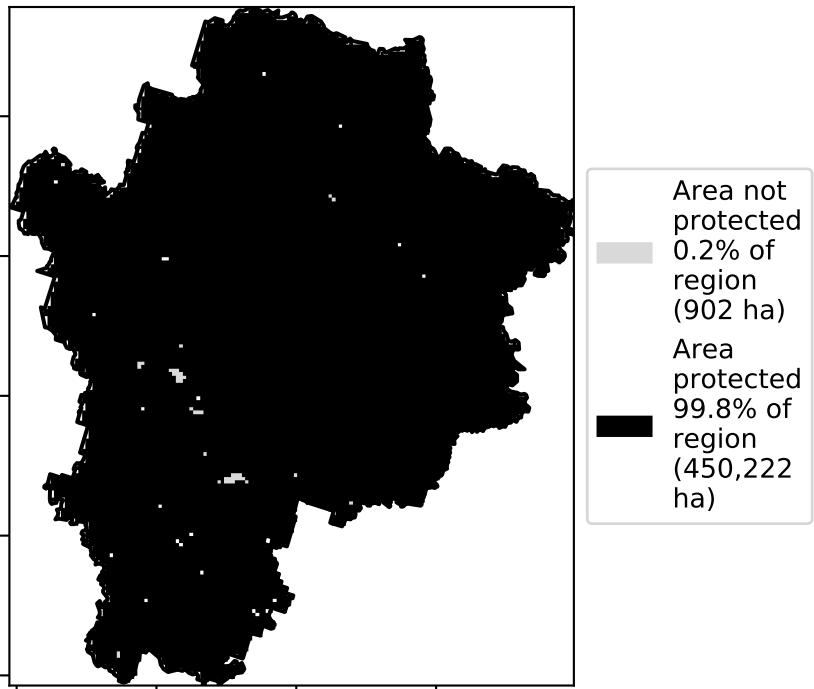 Area not
protected
0.2% of
region
(902 ha)
Area
protected
99.8% of
region
(450,222
ha)